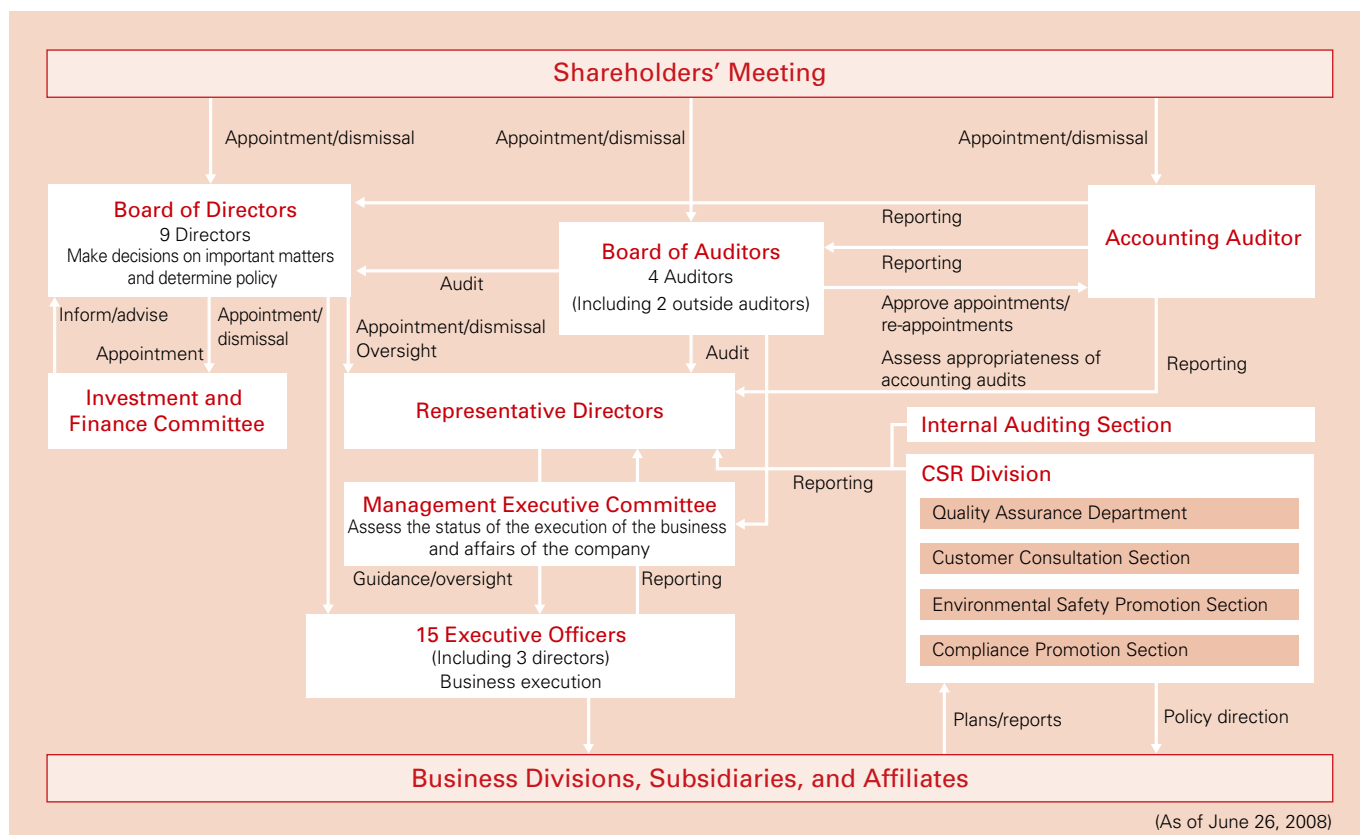 Shareholders’ Meeting
Appointment/dismissal
Appointment/dismissal
Appointment/dismissal
Board of Directors
9 Directors
Make decisions on important matters
and determine policy
Reporting
Accounting Auditor
Board of Auditors
4 Auditors
(Including 2 outside auditors)
Reporting
Audit
Approve appointments/
re-appointments
Inform/advise
Appointment/
dismissal
Appointment/dismissal
Oversight
Appointment
Audit
Assess appropriateness of
accounting audits
Reporting
Investment and
Finance Committee
Representative Directors
Internal Auditing Section
Reporting
CSR Division
Quality Assurance Department
Customer Consultation Section
Environmental Safety Promotion Section
Compliance Promotion Section
Management Executive Committee
Assess the status of the execution of the business
and affairs of the company
Guidance/oversight
Reporting
15 Executive Officers
(Including 3 directors)
Business execution
Plans/reports
Policy direction
Business Divisions, Subsidiaries, and Affiliates
(As of June 26, 2008)